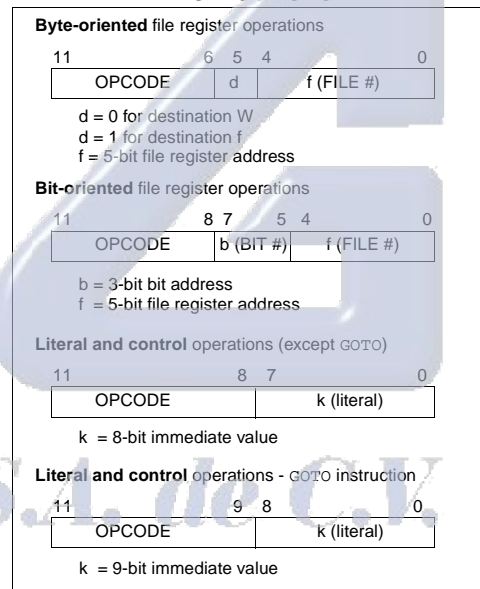 Byte-oriented file register operations
11 6 5 4 0
OPCODE d f (FILE #)
d = 0 for destination W
d = 1 for destination f
f = 5-bit file register address
Bit-oriented file register operations
11 8 7 5 4 0
OPCODE b (BIT #) f (FILE #)
b = 3-bit bit address
f = 5-bit file register address
Literal and control operations (except GOTO)
11 8 7 0
OPCODE k (literal)
k = 8-bit immediate value
Literal and control operations - GOTO instruction
11 9 8 0
OPCODE k (literal)
k = 9-bit immediate value
S.A. de C.V.